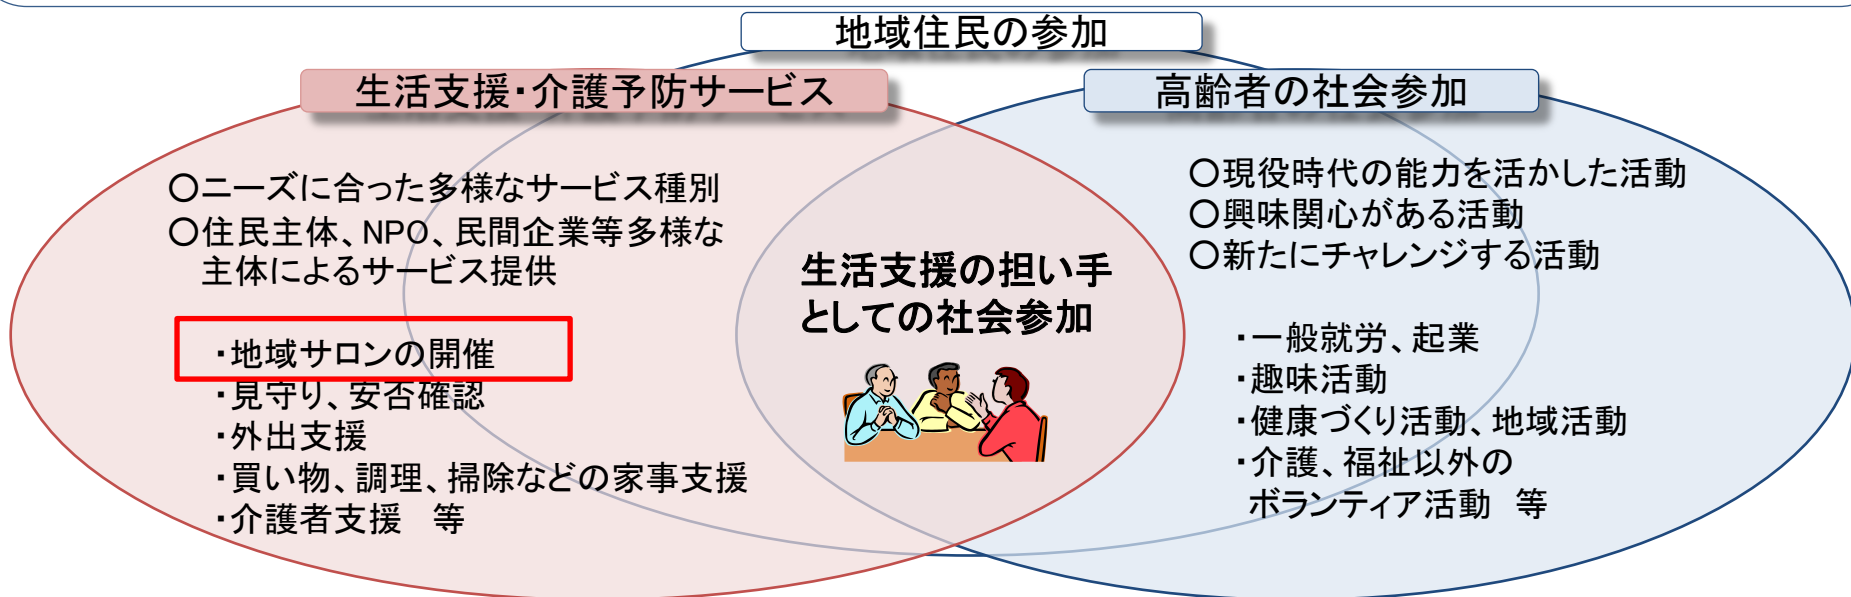 地域住民の参加
生活支援・介護予防サービス
○ニーズに合った多様なサービス種別
○住民主体、NPO、民間企業等多様な
主体によるサービス提供
・地域サロンの開催
・見守り、安否確認
・外出支援
・買い物、調理、掃除などの家事支援
・介護者支援　等
生活支援の担い手
としての社会参加
高齢者の社会参加
○現役時代の能力を活かした活動
○興味関心がある活動
○新たにチャレンジする活動
・一般就労、起業
・趣味活動
・健康づくり活動、地域活動
・介護、福祉以外の
ボランティア活動　等